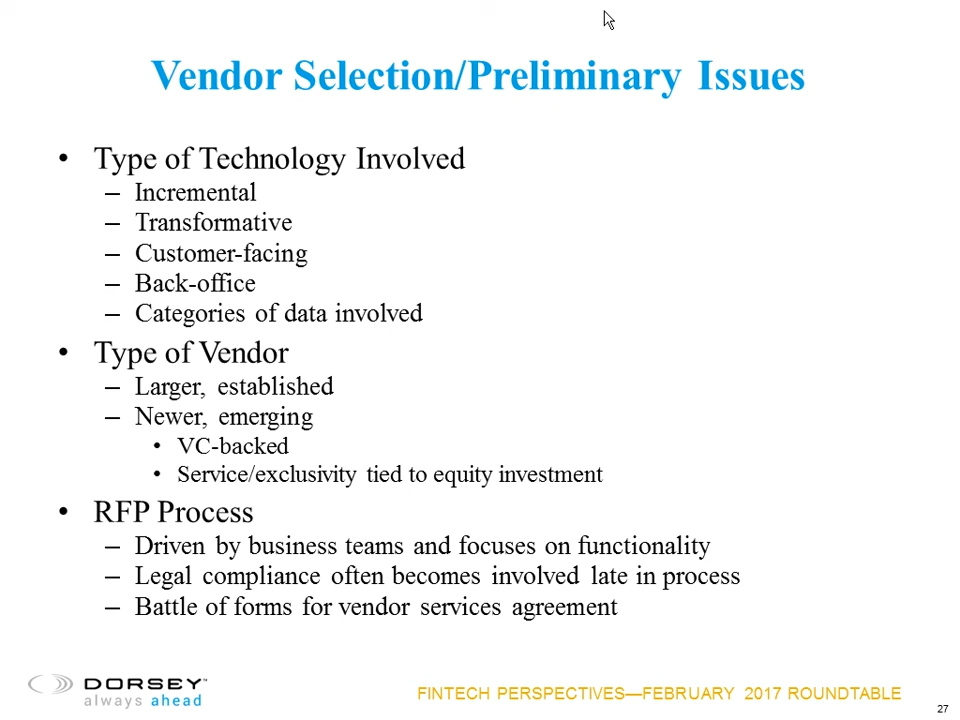 Vendor Selection/Preliminary Issues
• Type of Technology Involved
– Incremental
– Transformative
– Customer-facing
– Back-office
– Categories of data involved
• Type of Vendor
– Larger, established
– Newer, emerging
• VC-backed
• Service/exclusivity tied to equity investment
• RFP Process
– Driven by business teams and focuses on functionality
– Legal compliance often becomes involved late in process
– Battle of forms for vendor services agreement
DORSEY™
always ahead
FINTECH PERSPECTIVES—FEBRUARY 2017 ROUNDTABLE
27